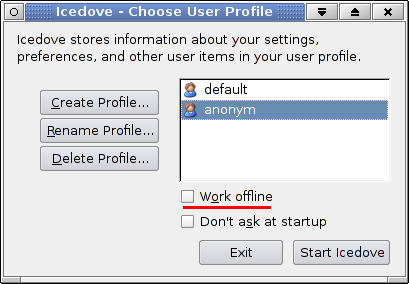 Icedove - Choose User Profile
Icedove stores information about your settings,
preferences, and other user items in your user profile.
Create Profile...
Rename Profile...
Delete Profile...
default
anonym
Work offline
Don't ask at startup
Exit
Start Icedove